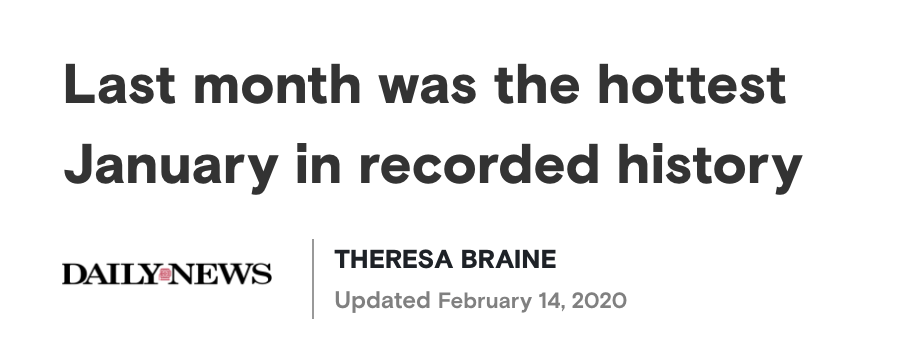 Last month was the hottest
January in recorded history
DAILY NEWS
THERESA BRAINE
Updated February 14, 2020